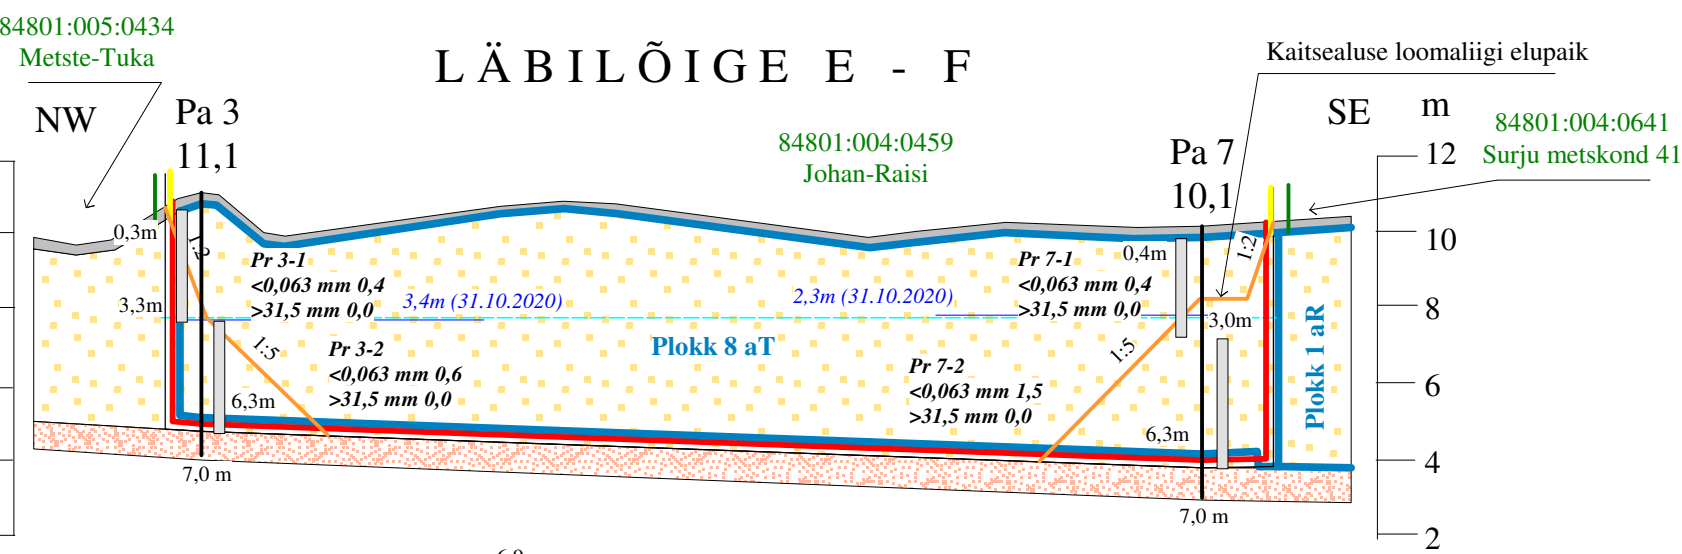 84801:005:0434
Metste-Tuka
LÄBILÕIGE E - F
Kaitsealuse loomaliigi elupaik
NW
Pa 3
11,1
84801:004:0459
Johan-Raisi
Pa 7
10,1
SE
m
84801:004:0641
Surju metskond 41
12
10
8
6
4
2
0,3m
1:2
3,3m
Pr 3-1
<0,063 mm 0,4
>31,5 mm 0,0
3,4m (31.10.2020)
2,3m (31.10.2020)
Pr 7-1
<0,063 mm 0,4
>31,5 mm 0,0
0,4m
1:2
3,0m
1:5
Pr 3-2
<0,063 mm 0,6
>31,5 mm 0,0
Plokk 8 aT
1:5
Pr 7-2
<0,063 mm 1,5
>31,5 mm 0,0
Plokk 1 aR
6,3m
6,3m
7,0 m
7,0 m